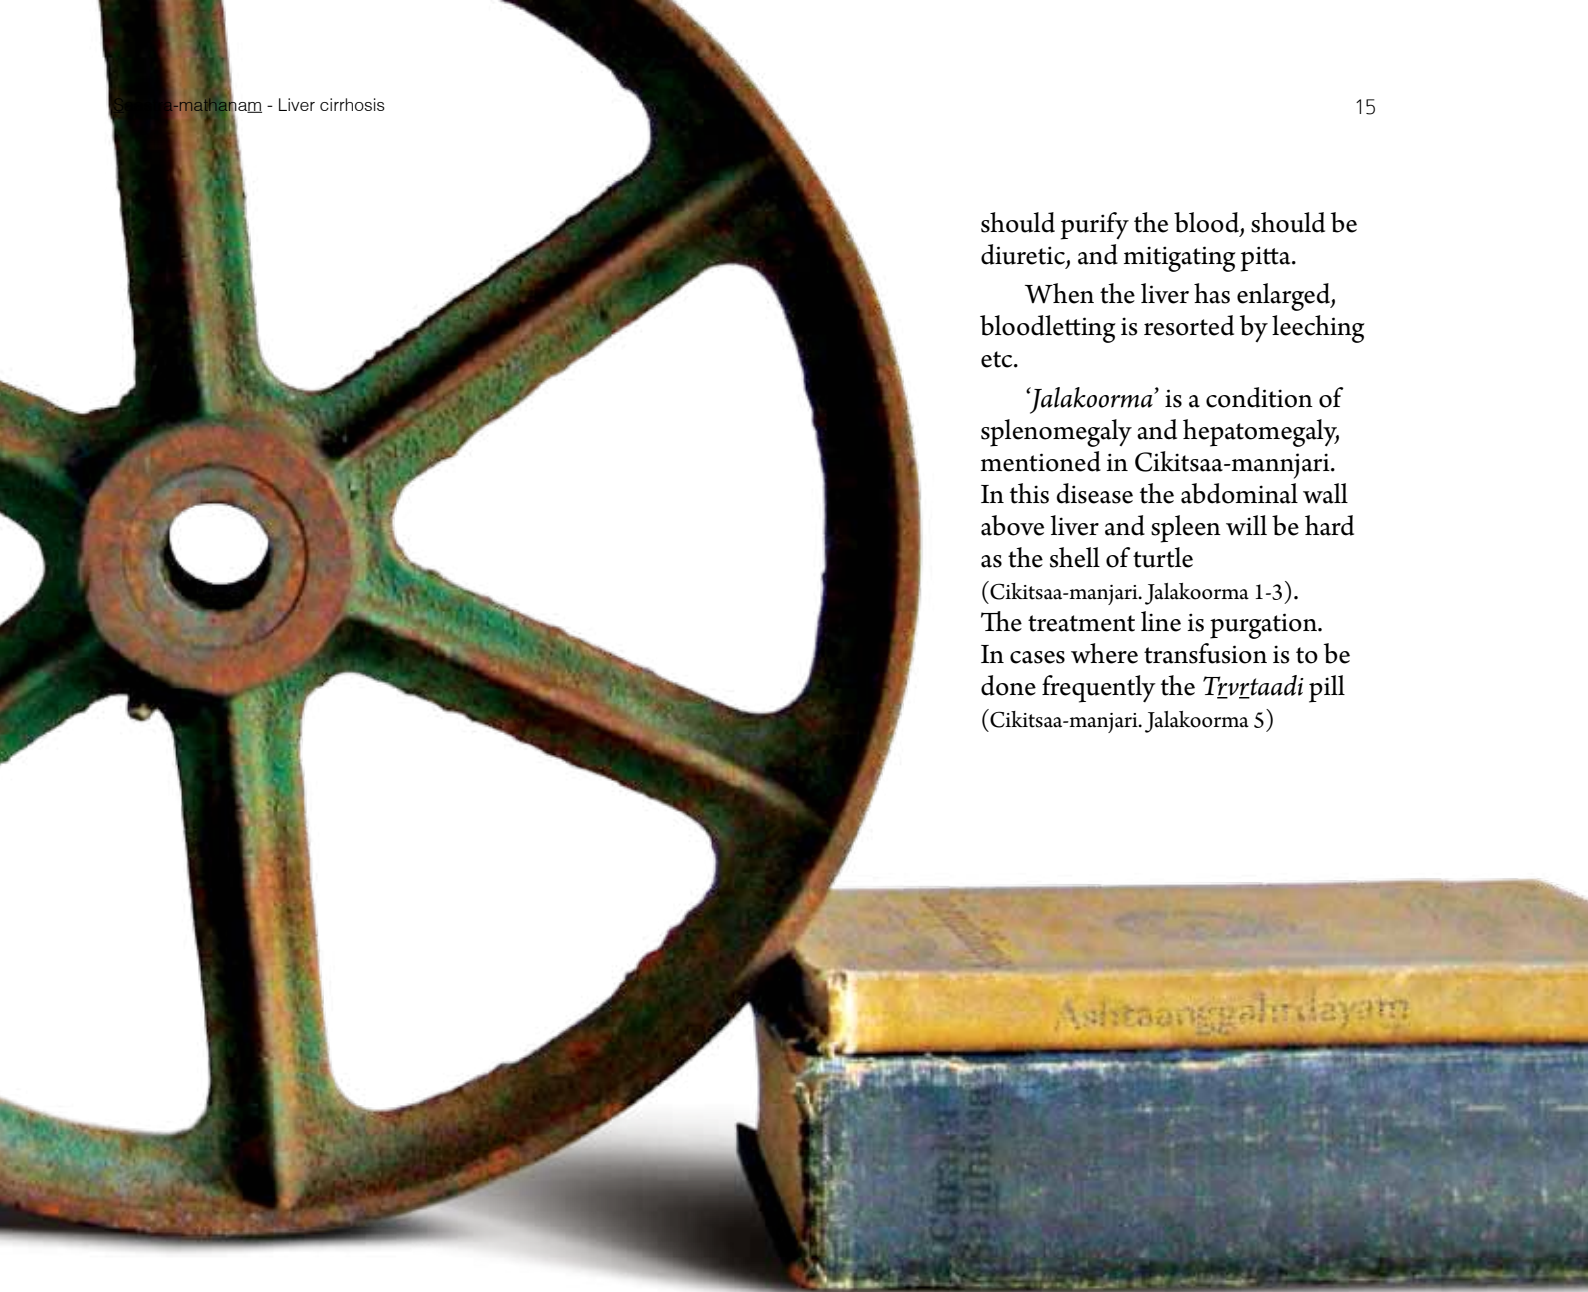 a-mathanam - Liver cirrhosis
15
should purify the blood, should be
diuretic, and mitigating pitta.
When the liver has enlarged,
bloodletting is resorted by leeching
etc.
‘Jalakoorma’ is a condition of
splenomegaly and hepatomegaly,
mentioned in Cikitsaa-mannjari.
In this disease the abdominal wall
above liver and spleen will be hard
as the shell of turtle
(Cikitsaa-manjari. Jalakoorma 1-3).
The treatment line is purgation.
In cases where transfusion is to be
done frequently the Trvrtaadi pill
(Cikitsaa-manjari. Jalakoorma 5)
Ashtaanggahrdayam
caraka
samhitsa